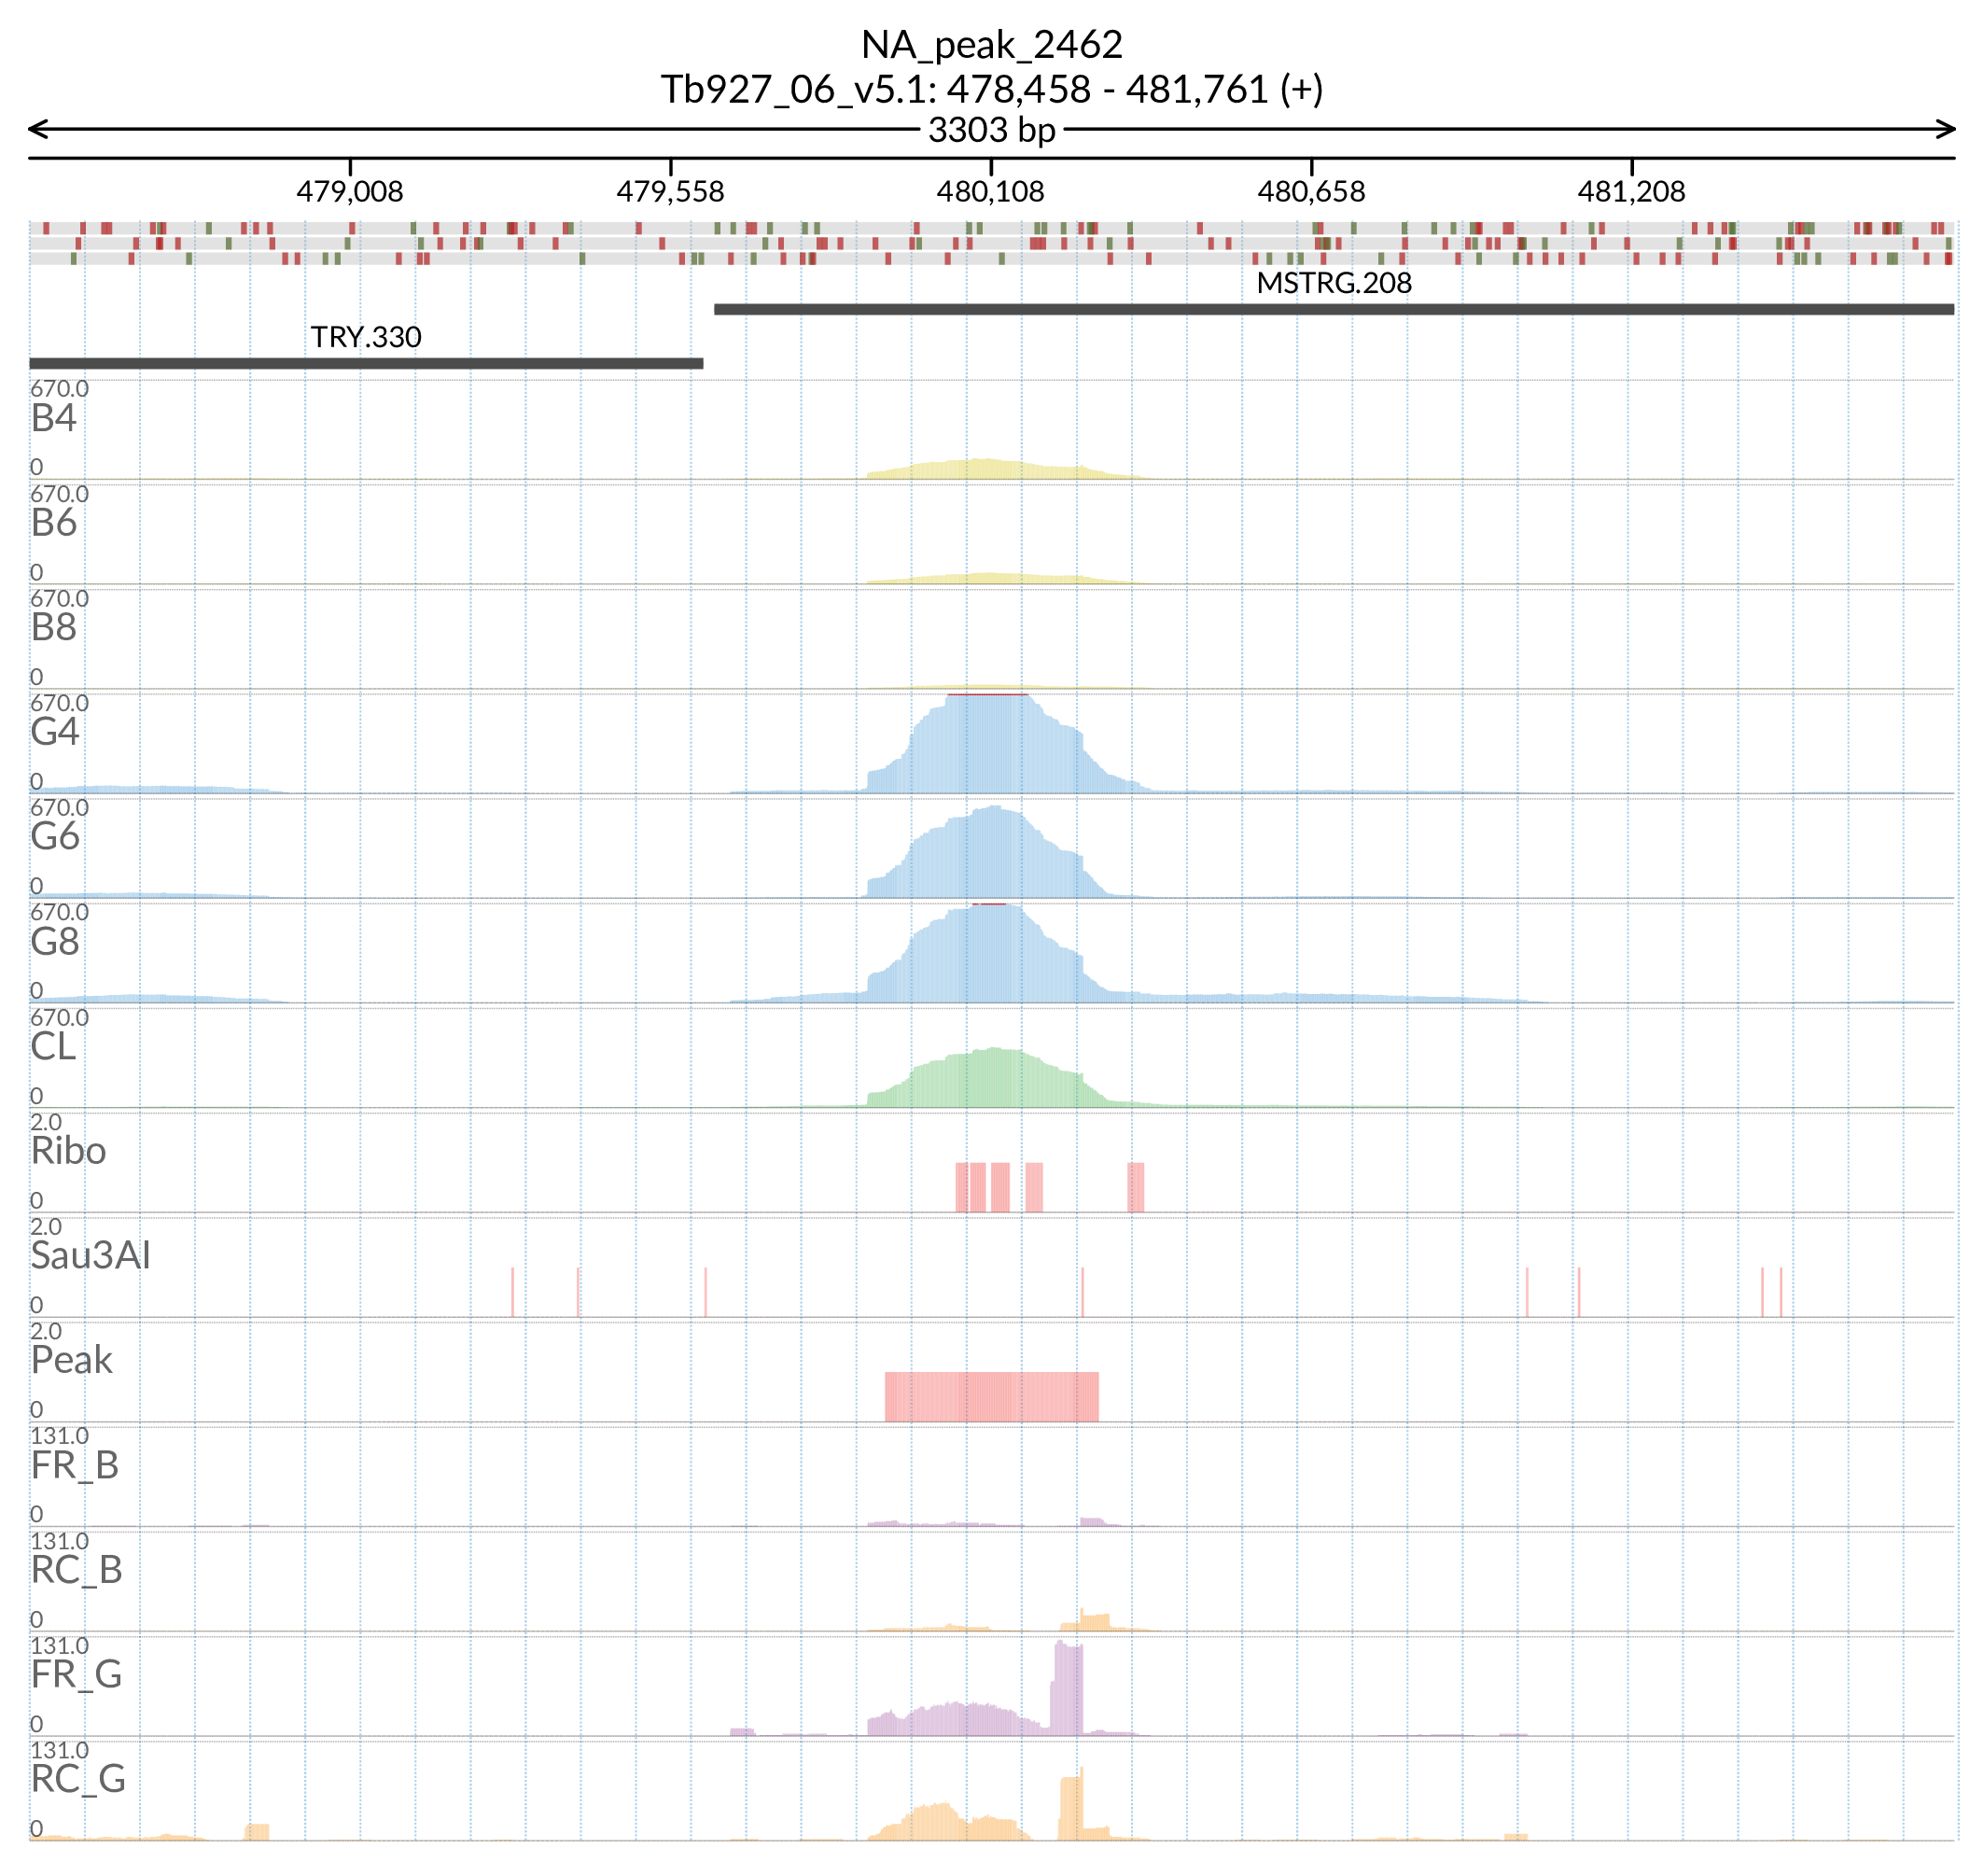 NA_peak_2462
Tb927_06_v5.1: 478,458 - 481,761 (+)
3303 bp
479,008 479,558 480,108 480,658 481,208
MSTRG.208
TRY.330
670.0
B4
0
670.0
B6
0
670.0
B8
0
670.0
G4
0
670.0
G6
0
670.0
G8
0
670.0
CL
0
2.0
Ribo
0
2.0
Sau3AI
0
2.0
Peak
0
131.0
FR_B
0
131.0
RC_B
0
131.0
FR_G
0
131.0
RC_G
0